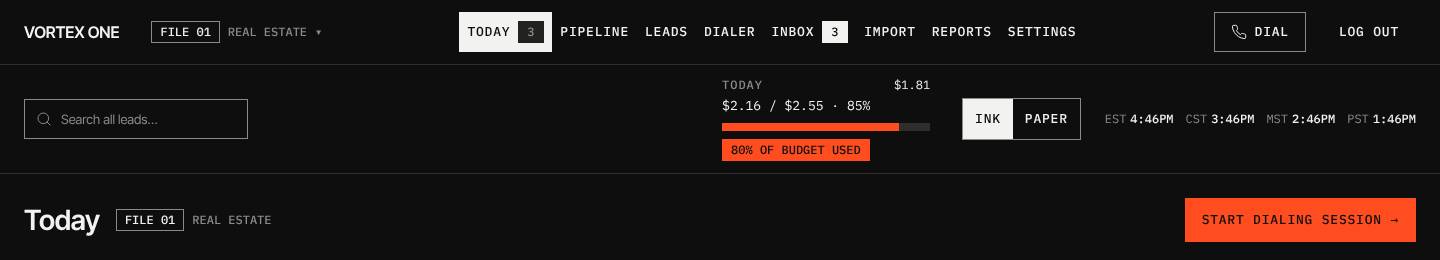 VORTEX ONE FILE 01 REAL ESTATE ▾ TODAY 3 PIPELINE LEADS DIALER INBOX 3 IMPORT REPORTS SETTINGS DIAL LOG OUT
Search all leads...
TODAY $1.81
$2.16 / $2.55 · 85%
80% OF BUDGET USED
INK PAPER
EST 4:46PM CST 3:46PM MST 2:46PM PST 1:46PM
Today FILE 01 REAL ESTATE START DIALING SESSION →